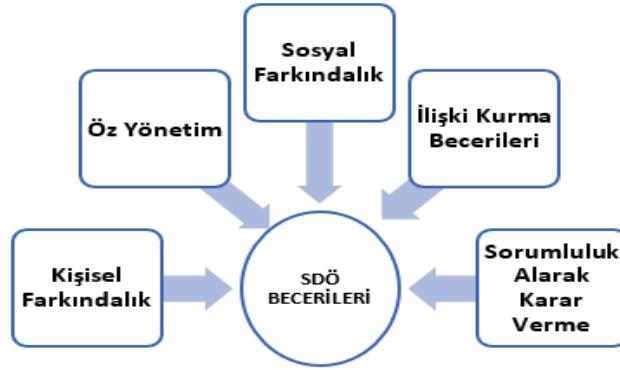 Sosyal
Farkındalık
Öz Yönetim
İlişki Kurma
Becerileri
Kişisel
Farkındalık
SDÖ
BECERİLERİ
Sorumluluk
Alarak
Karar
Verme